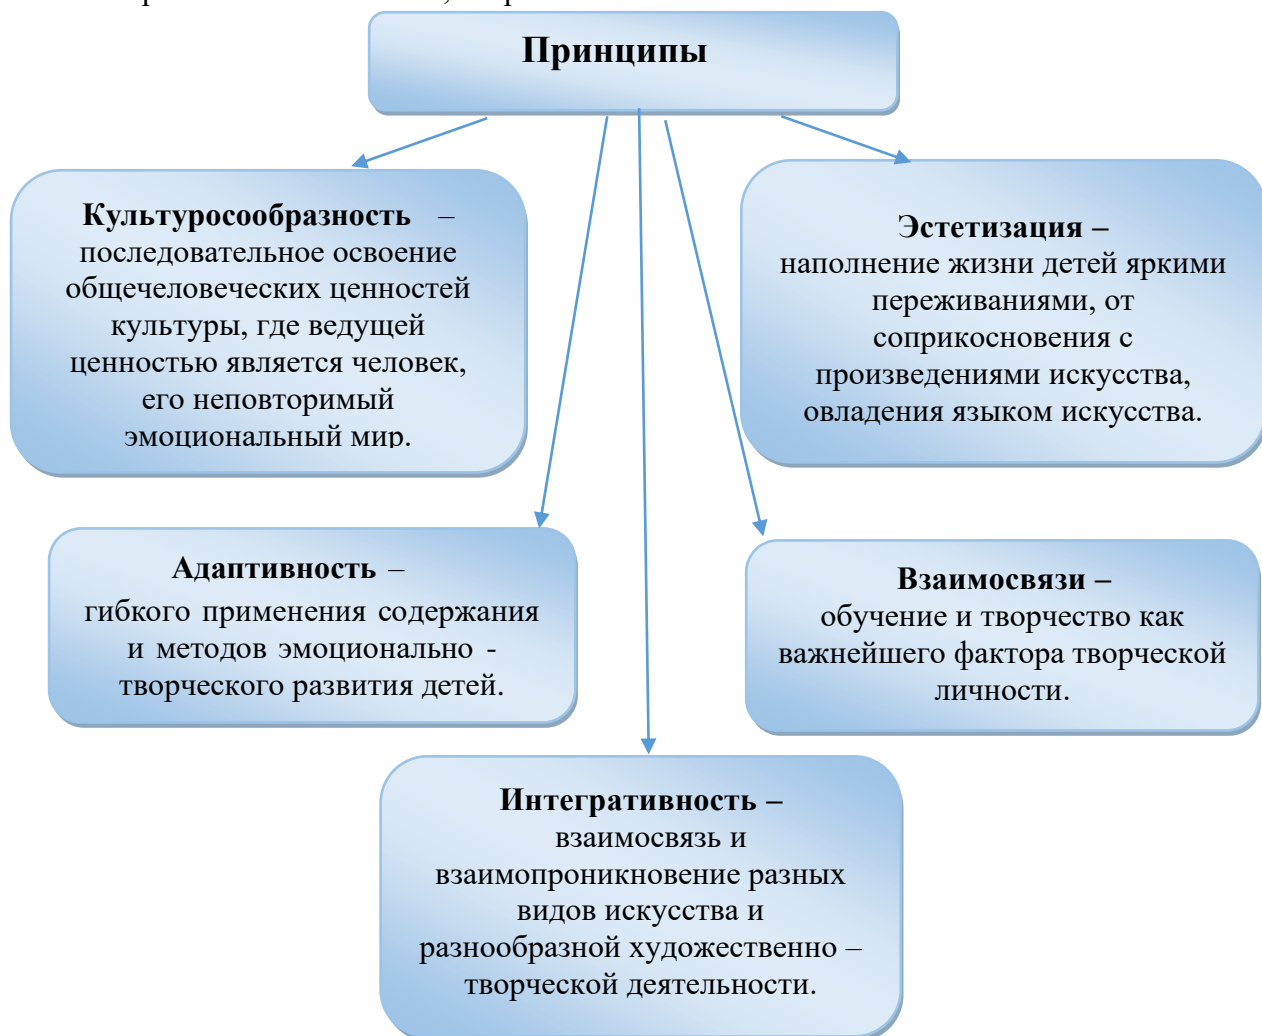 Принципы
Культуросообразность –
последовательное освоение
общечеловеческих ценностей
культуры, где ведущей
ценностью является человек,
его неповторимый
эмоциональный мир.
Эстетизация –
наполнение жизни детей яркими
переживаниями, от
соприкосновения с
произведениями искусства,
овладения языком искусства.
Адаптивность –
гибкого применения содержания
и методов эмоционально -
творческого развития детей.
Взаимосвязи –
обучение и творчество как
важнейшего фактора творческой
личности.
Интегративность –
взаимосвязь и
взаимопроникновение разных
видов искусства и
разнообразной художественно –
творческой деятельности.